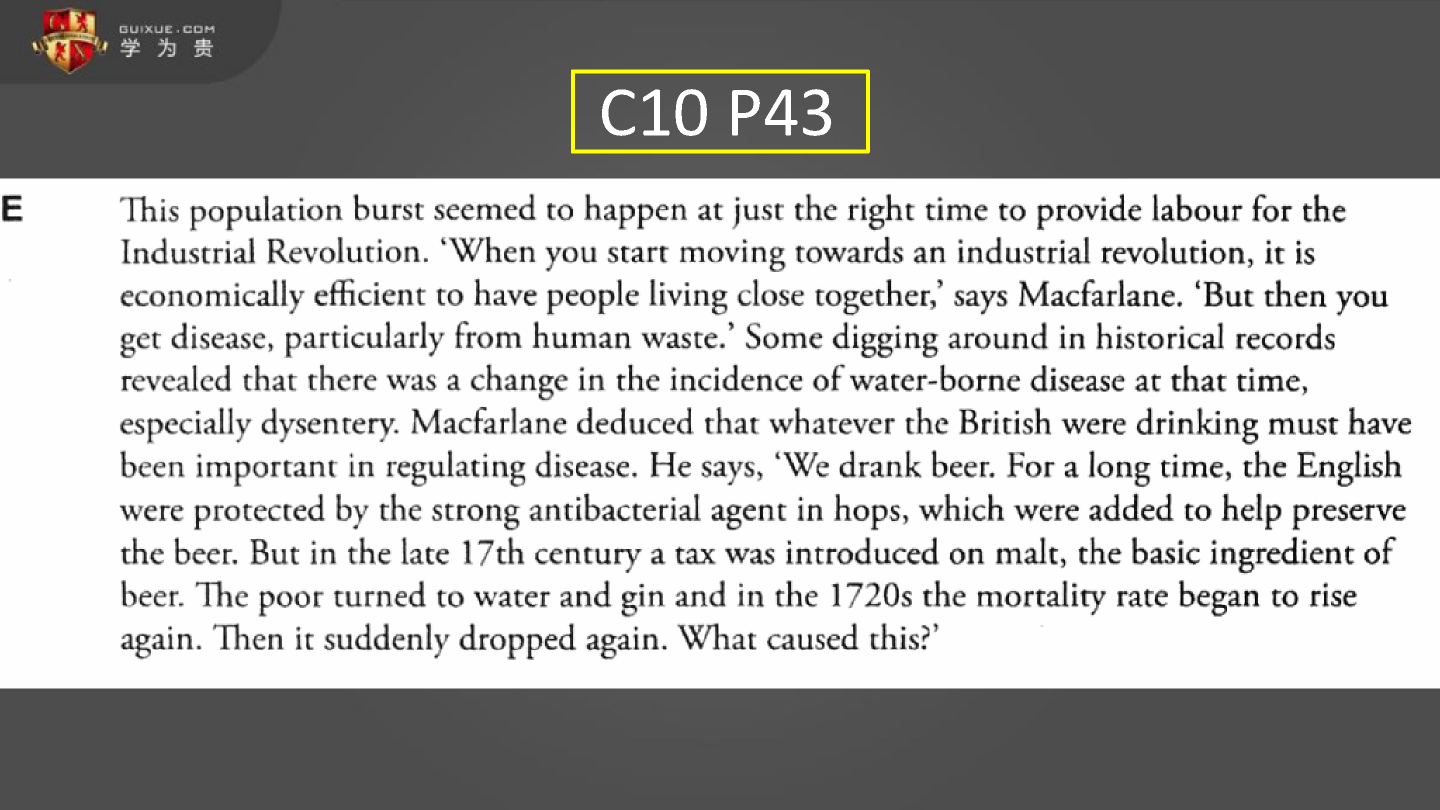 GUIXUE.COM
学为贵
C10 P43
E
This population burst seemed to happen at just the right time to provide labour for the
Industrial Revolution. ‘When you start moving towards an industrial revolution, it is
economically efficient to have people living close together,’ says Macfarlane. ‘But then you
get disease, particularly from human waste.’ Some digging around in historical records
revealed that there was a change in the incidence of water-borne disease at that time,
especially dysentery. Macfarlane deduced that whatever the British were drinking must have
been important in regulating disease. He says, ‘We drank beer. For a long time, the English
were protected by the strong antibacterial agent in hops, which were added to help preserve
the beer. But in the late 17th century a tax was introduced on malt, the basic ingredient of
beer. The poor turned to water and gin and in the 1720s the mortality rate began to rise
again. Then it suddenly dropped again. What caused this?’